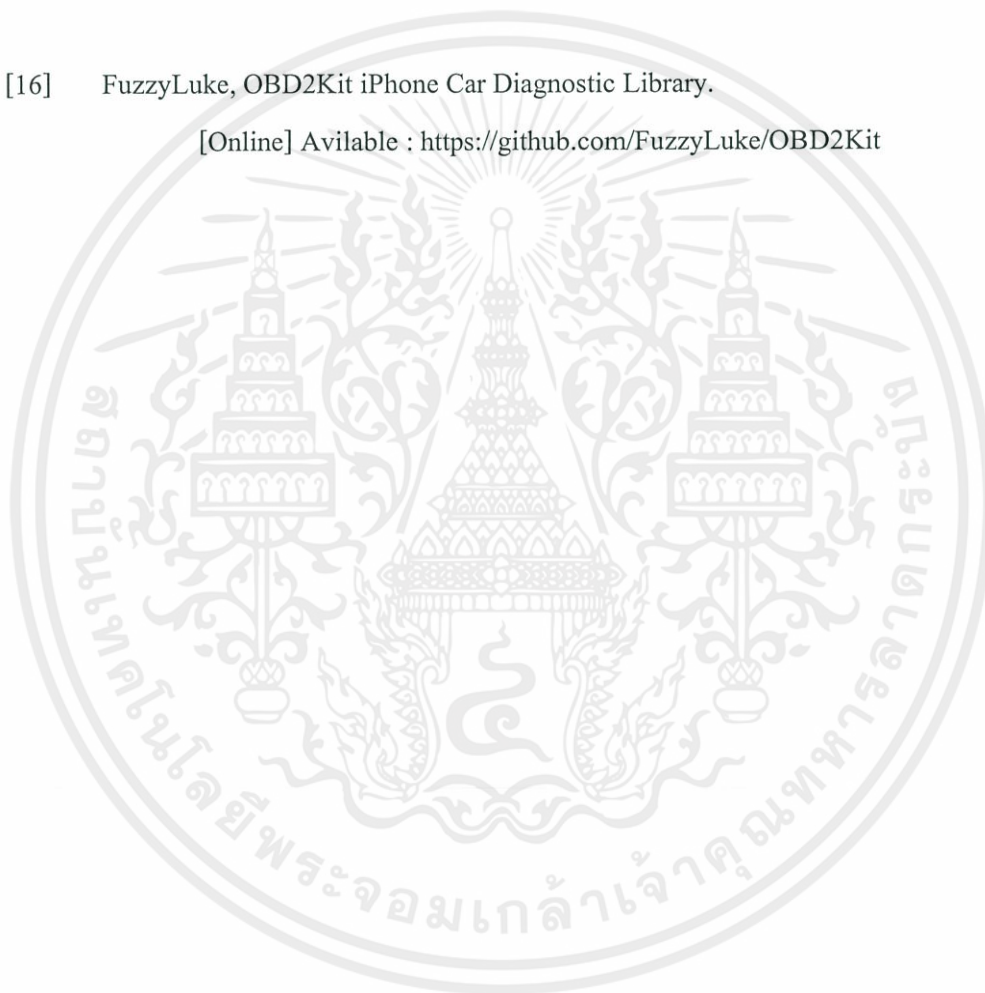 [16] FuzzyLuke, OBD2Kit iPhone Car Diagnostic Library.
[Online] Avilable : https://github.com/FuzzyLuke/OBD2Kit
สถาบันเทคโนโลยีพระจอมเกล้าเจ้าคุณทหารลาดกระบัง
๔